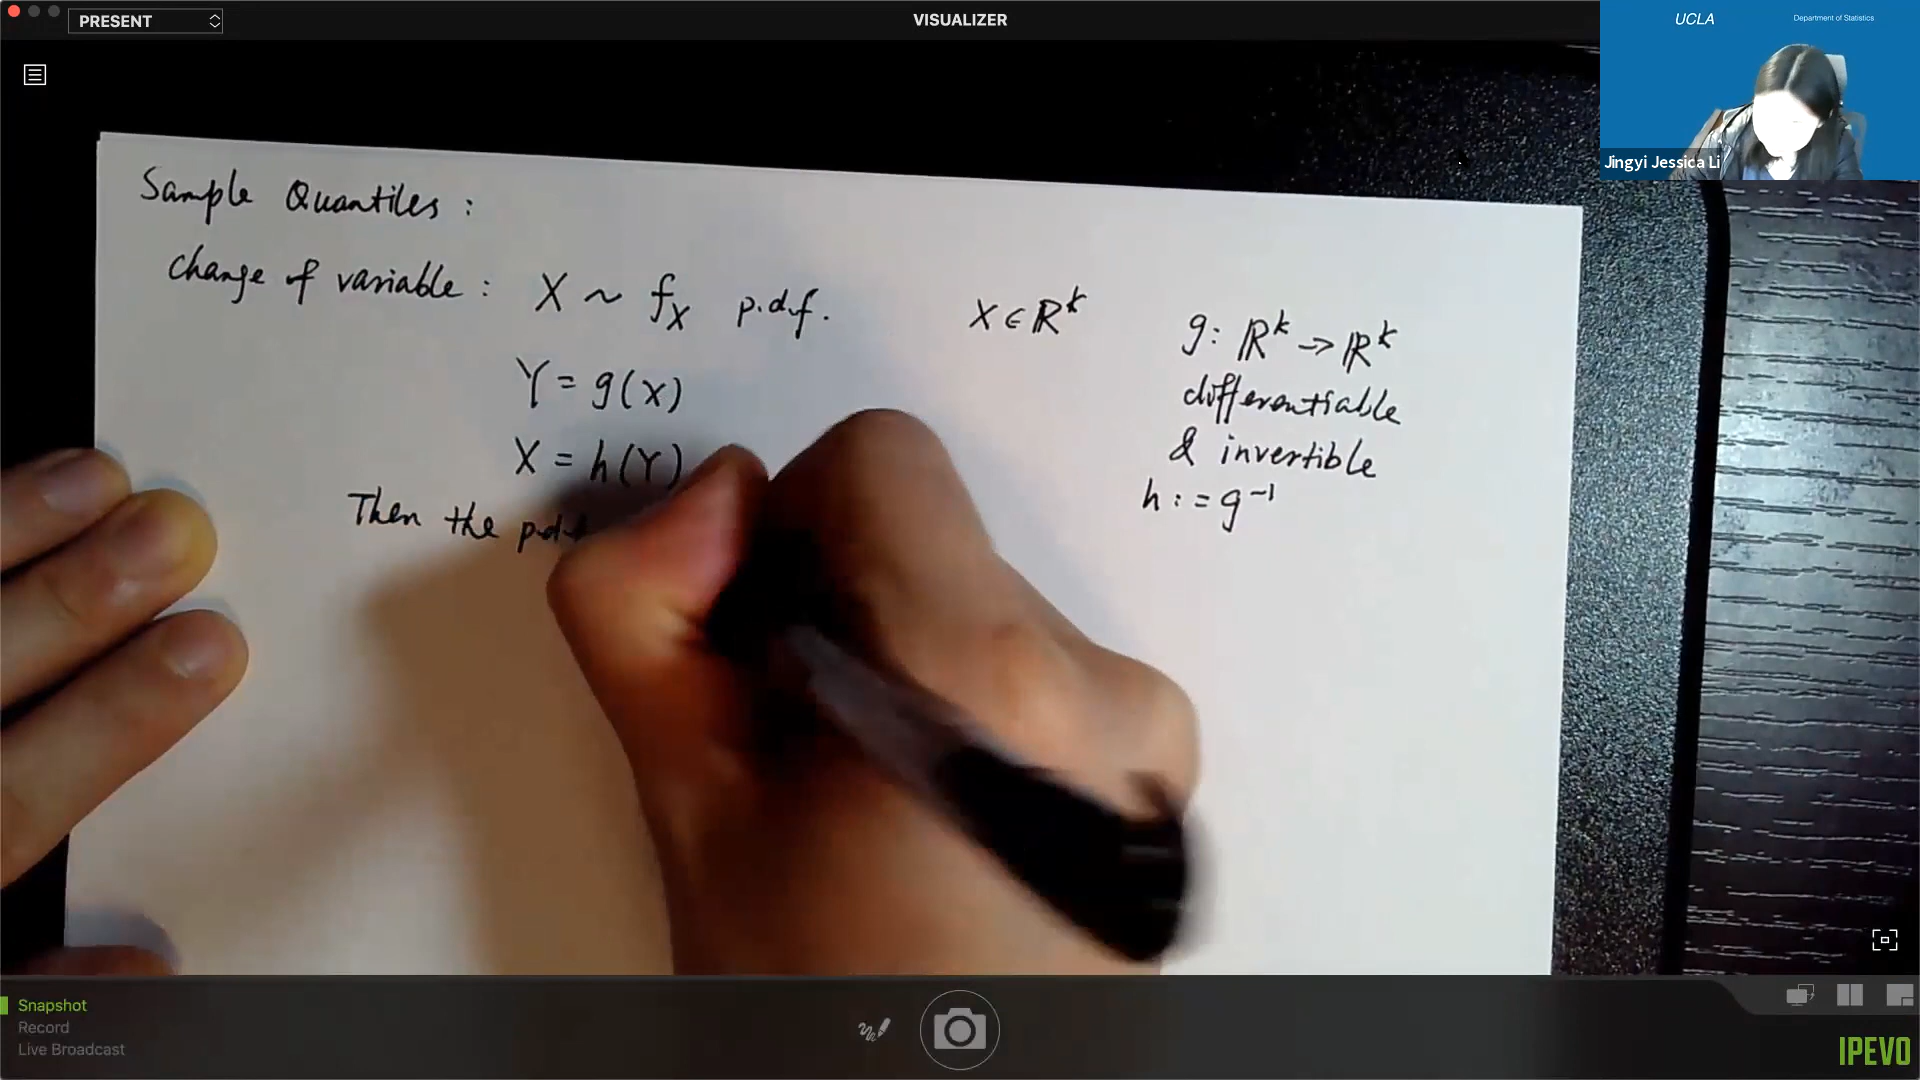 PRESENT
VISUALIZER
UCLA
Department of Statistics
Jingyi Jessica Li
Sample Quantiles :
Change of variable : X ~ f_X p.d.f. X ∈ ℝ^k g: ℝ^k → ℝ^k
Y = g(X) differentiable
X = h(Y) & invertible
Then the p.d.f h := g^-1
Snapshot
Record
Live Broadcast
IPEVO